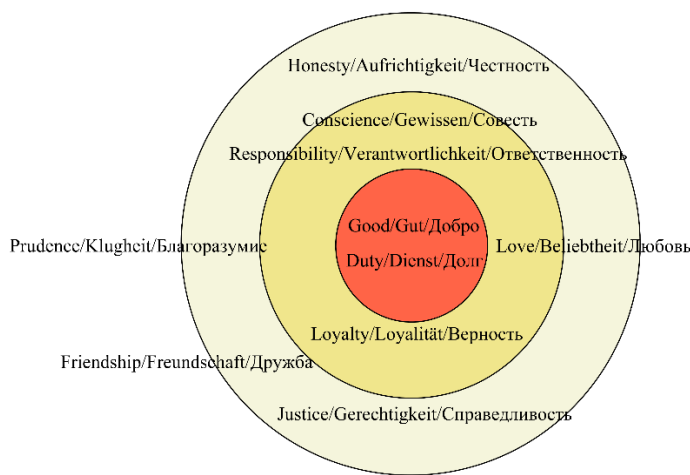 Honesty/Aufrichtigkeit/Честность
Conscience/Gewissen/Совесть
Responsibility/Verantwortlichkeit/Ответственность
Good/Gut/Добро
Prudence/Klugheit/Благоразумие
Love/Beliebtheit/Любовь
Duty/Dienst/Долг
Loyalty/Loyalität/Верность
Friendship/Freundschaft/Дружба
Justice/Gerechtigkeit/Справедливость